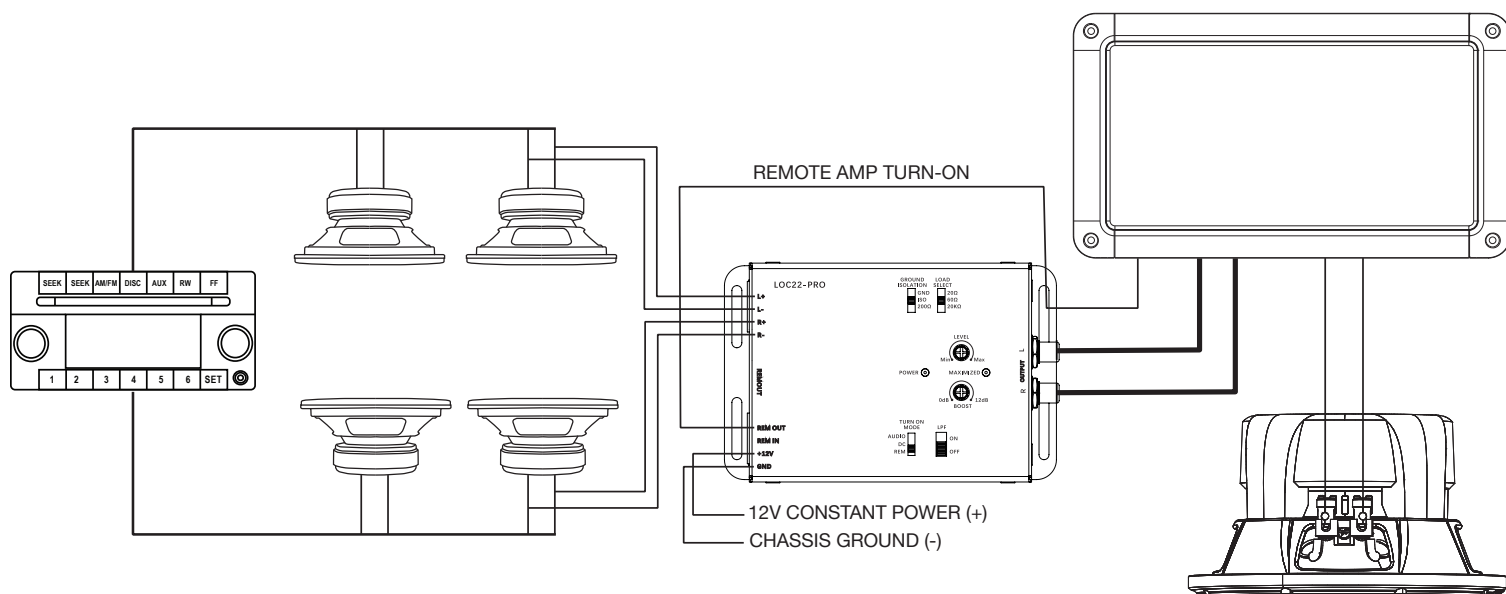 REMOTE AMP TURN-ON
SEEK SEEK AM/FM DISC AUX RW FF
1 2 3 4 5 6 SET
LOC22-PRO
GROUND
ISOLATION
GND
ISO
200Ω
LOAD
SELECT
20Ω
60Ω
20KΩ
L+
L-
R+
R-
LEVEL
Min Max
POWER
MAXIMIZED
0dB 12dB
BOOST
L
OUTPUT
R
REMOUT
REM OUT
REM IN
+12V
GND
TURN ON
MODE
AUDIO
DC
REM
LPF
ON
OFF
12V CONSTANT POWER (+)
CHASSIS GROUND (-)